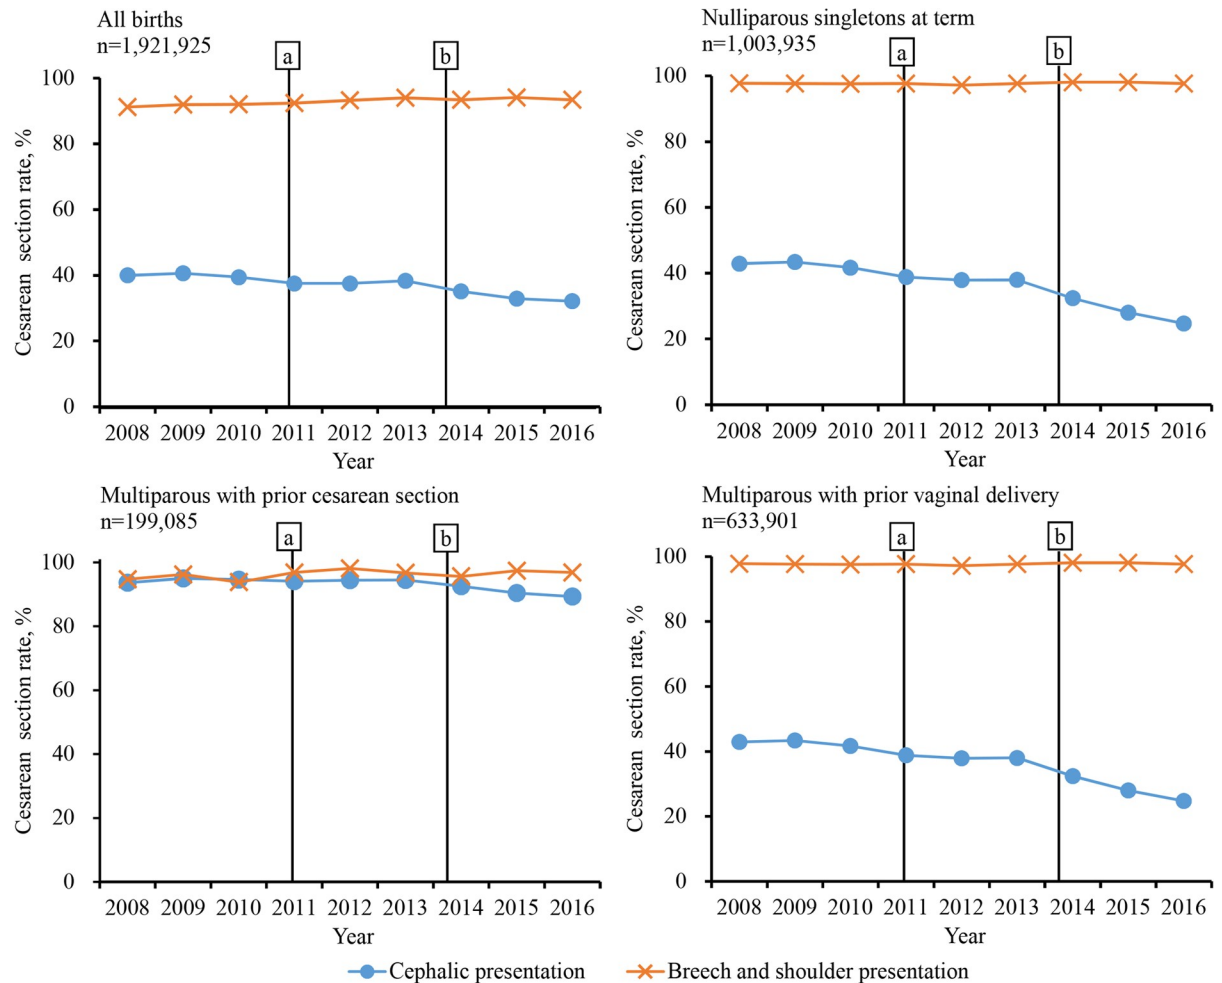 All births
n=1,921,925
a
b
100
80
60
40
20
0
Cesarean section rate, %
2008 2009 2010 2011 2012 2013 2014 2015 2016
Year
Nulliparous singletons at term
n=1,003,935
a
b
100
80
60
40
20
0
Cesarean section rate, %
2008 2009 2010 2011 2012 2013 2014 2015 2016
Year
Multiparous with prior cesarean section
n=199,085
a
b
100
80
60
40
20
0
Cesarean section rate, %
2008 2009 2010 2011 2012 2013 2014 2015 2016
Year
Multiparous with prior vaginal delivery
n=633,901
a
b
100
80
60
40
20
0
Cesarean section rate, %
2008 2009 2010 2011 2012 2013 2014 2015 2016
Year
Cephalic presentation
Breech and shoulder presentation